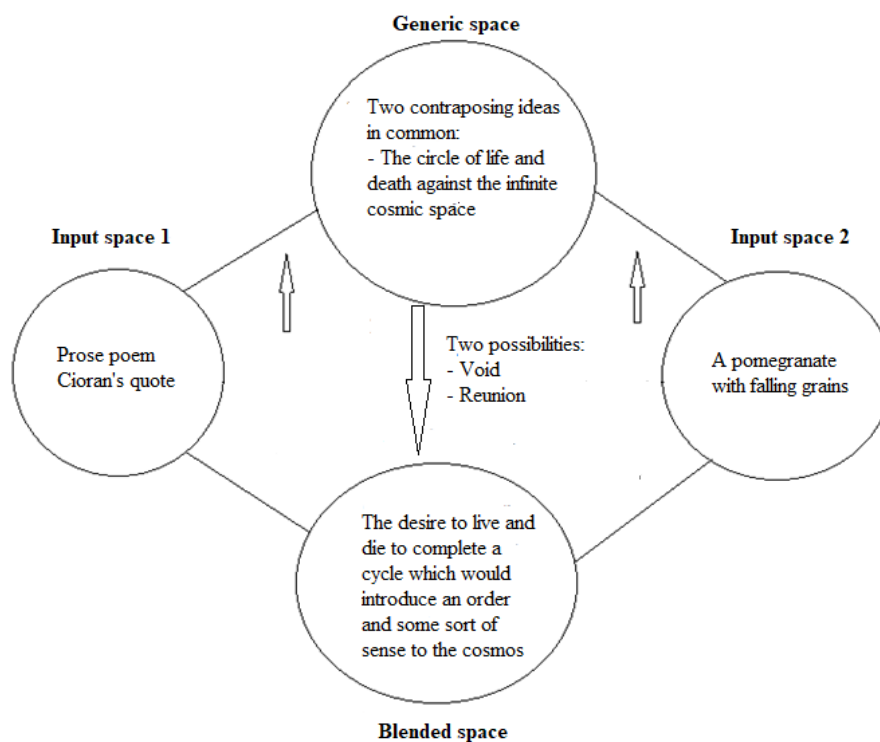 Generic space
Two contraposing ideas
in common:
- The circle of life and
death against the infinite
cosmic space
Input space 1
Input space 2
Prose poem
Cioran's quote
Two possibilities:
- Void
- Reunion
A pomegranate
with falling grains
The desire to live and
die to complete a
cycle which would
introduce an order
and some sort of
sense to the cosmos
Blended space